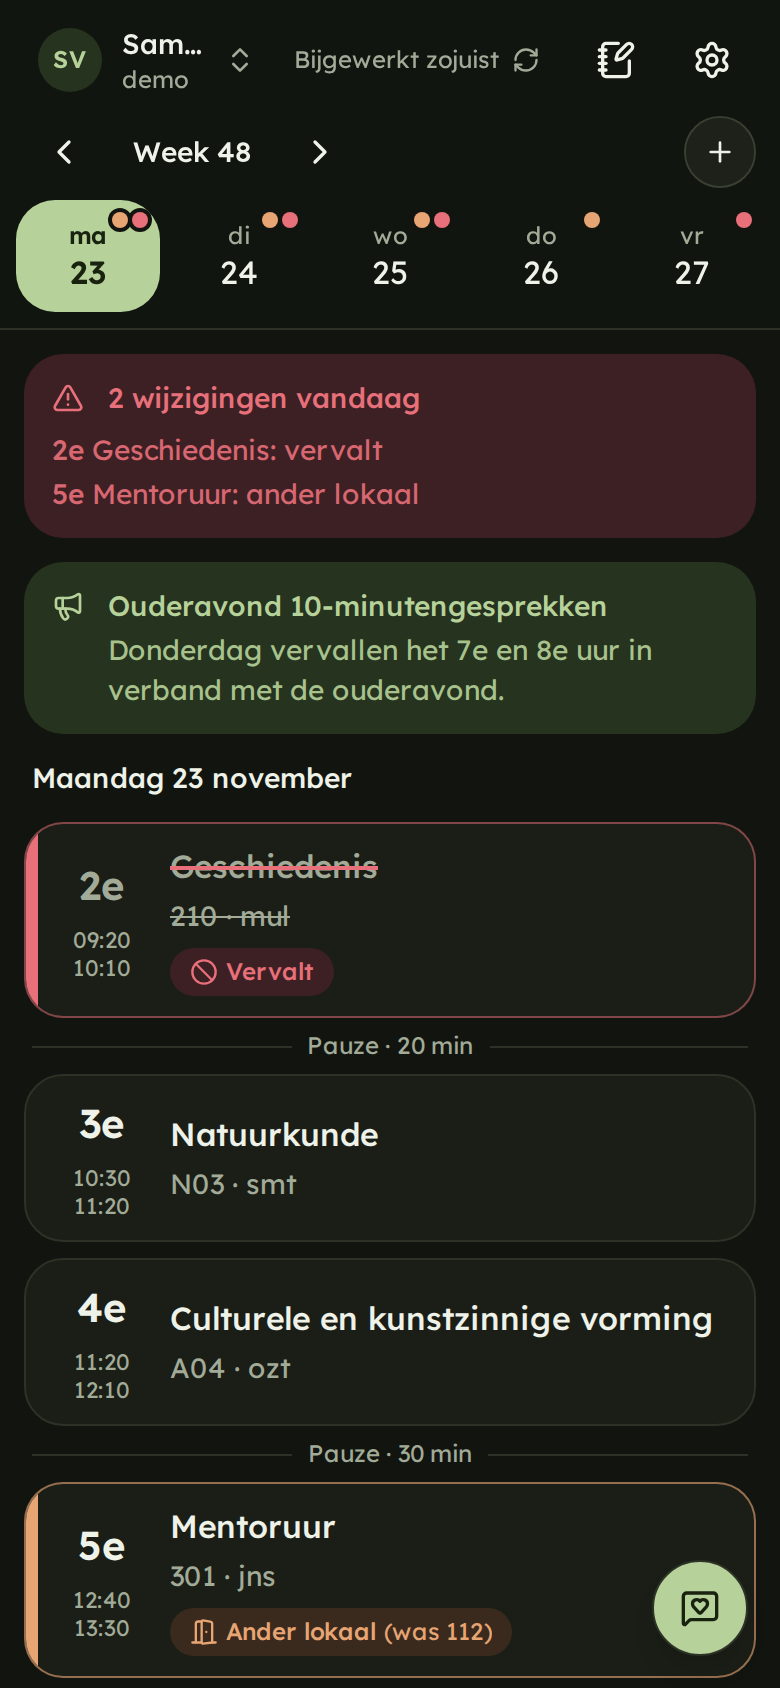 SV
Sam...
demo
Bijgewerkt zojuist
Week 48
ma
23
di
24
wo
25
do
26
vr
27
2 wijzigingen vandaag
2e Geschiedenis: vervalt
5e Mentoruur: ander lokaal
Ouderavond 10-minutengesprekken
Donderdag vervallen het 7e en 8e uur in
verband met de ouderavond.
Maandag 23 november
2e
09:20
10:10
Geschiedenis
210 · mul
Vervalt
Pauze · 20 min
3e
10:30
11:20
Natuurkunde
N03 · smt
4e
11:20
12:10
Culturele en kunstzinnige vorming
A04 · ozt
Pauze · 30 min
5e
12:40
13:30
Mentoruur
301 · jns
Ander lokaal (was 112)